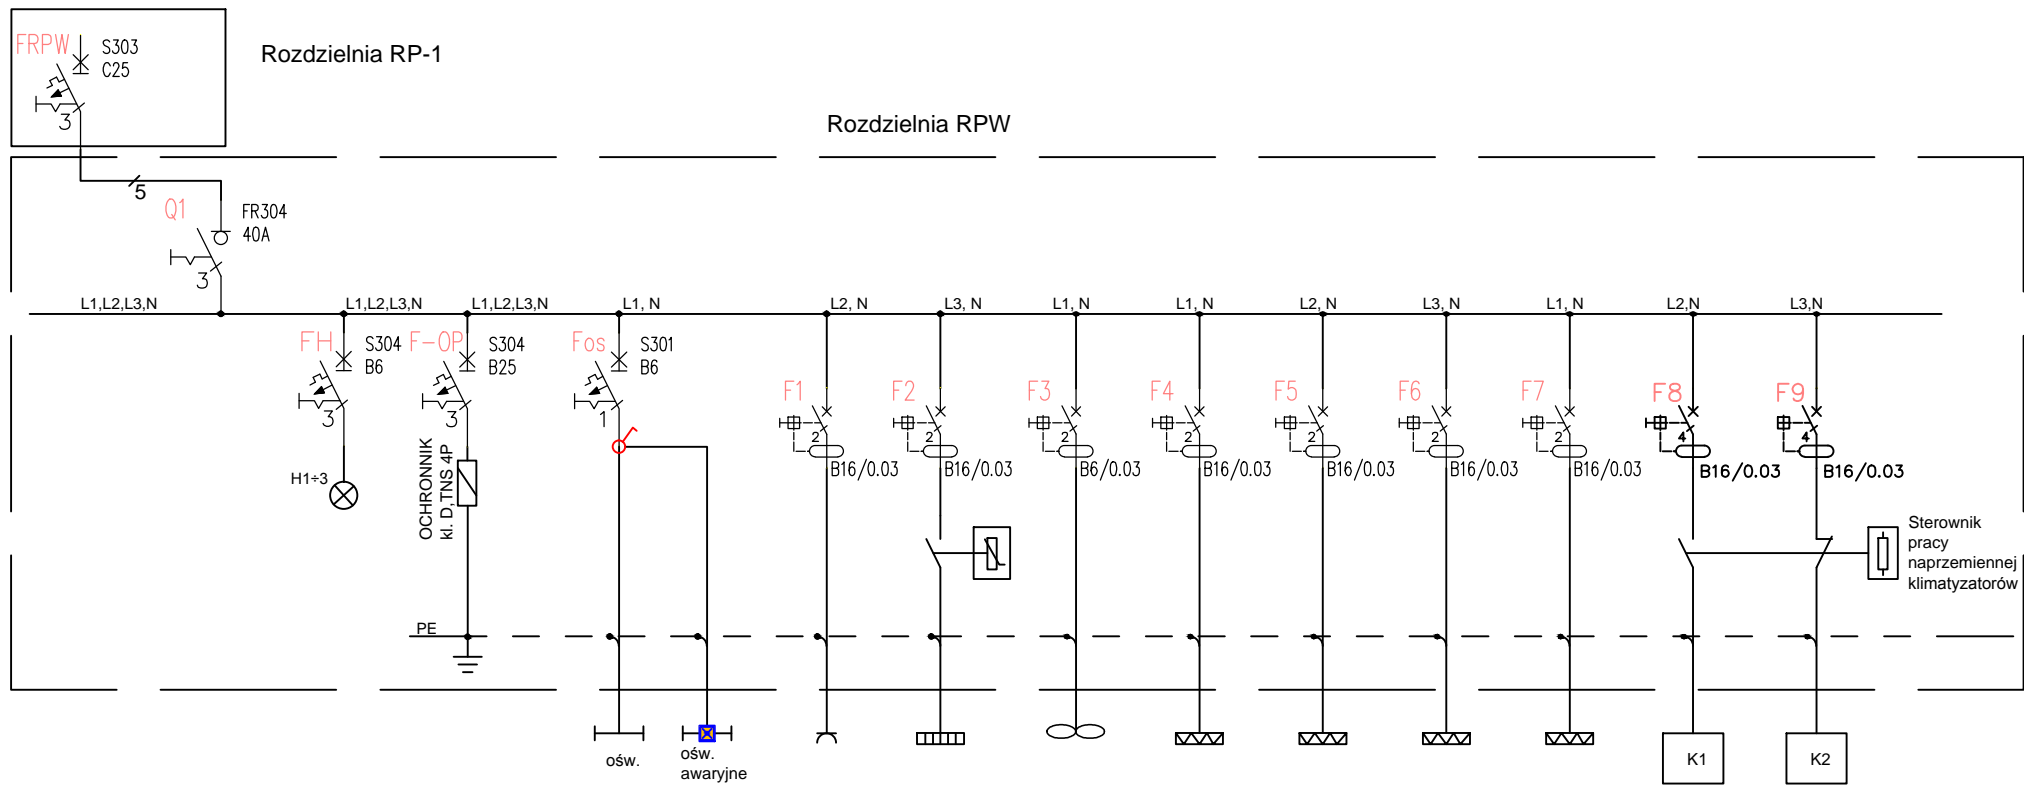 FRPW
S303
C25
3
Rozdzielnia RP-1
Rozdzielnia RPW
5
Q1
FR304
40A
3
L1,L2,L3,N
L1,L2,L3,N
L1,L2,L3,N
L1, N
L2, N
L3, N
L1, N
L1, N
L2, N
L3, N
L1, N
L2,N
L3,N
FH
S304
B6
3
F-OP
S304
B25
3
Fos
S301
B6
1
F1
2
B16/0.03
F2
2
B16/0.03
F3
2
B6/0.03
F4
2
B16/0.03
F5
2
B16/0.03
F6
2
B16/0.03
F7
2
B16/0.03
F8
4
B16/0.03
F9
4
B16/0.03
H1÷3
OCHRONNIK
kl. D,TNS 4P
Sterownik
pracy
naprzemiennej
klimatyzatorów
PE
ośw.
ośw.
awaryjne
K1
K2